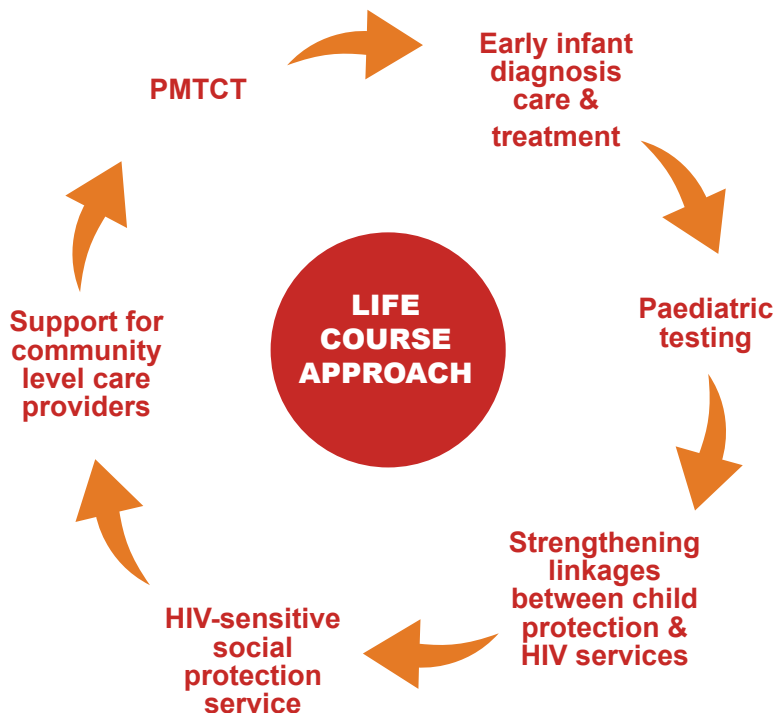 PMTCT
Early infant
diagnosis
care &
treatment
Paediatric
testing
Strengthening
linkages
between child
protection &
HIV services
HIV-sensitive
social
protection
service
Support for
community
level care
providers
LIFE
COURSE
APPROACH